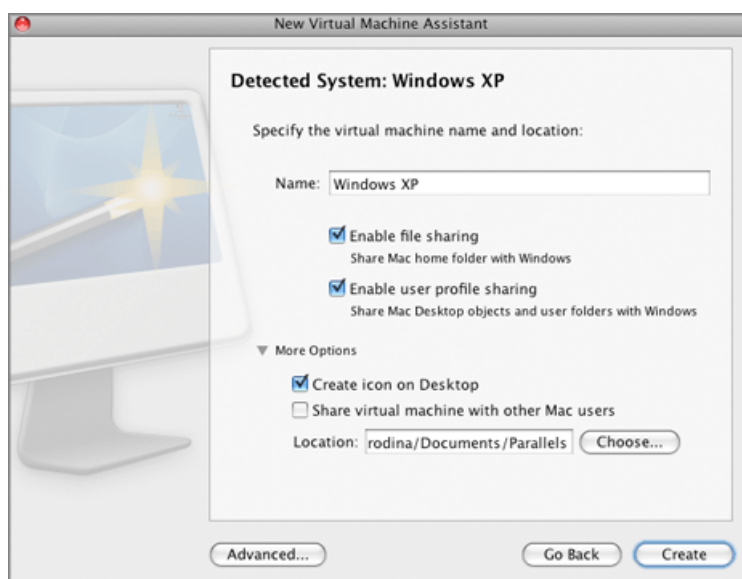 New Virtual Machine Assistant
Detected System: Windows XP
Specify the virtual machine name and location:
Name: Windows XP
Enable file sharing
Share Mac home folder with Windows
Enable user profile sharing
Share Mac Desktop objects and user folders with Windows
More Options
Create icon on Desktop
Share virtual machine with other Mac users
Location: rodina/Documents/Parallels Choose...
Advanced... Go Back Create